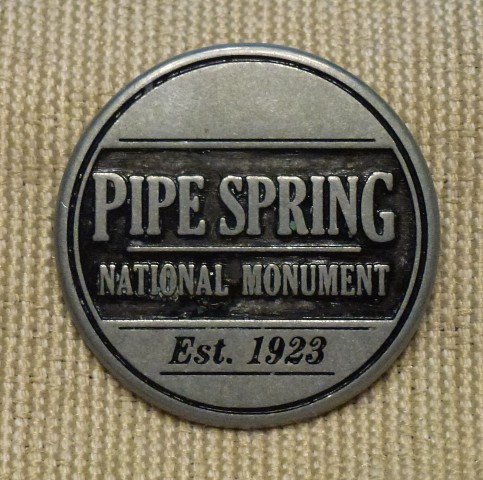 PIPE SPRING
NATIONAL MONUMENT
Est. 1923